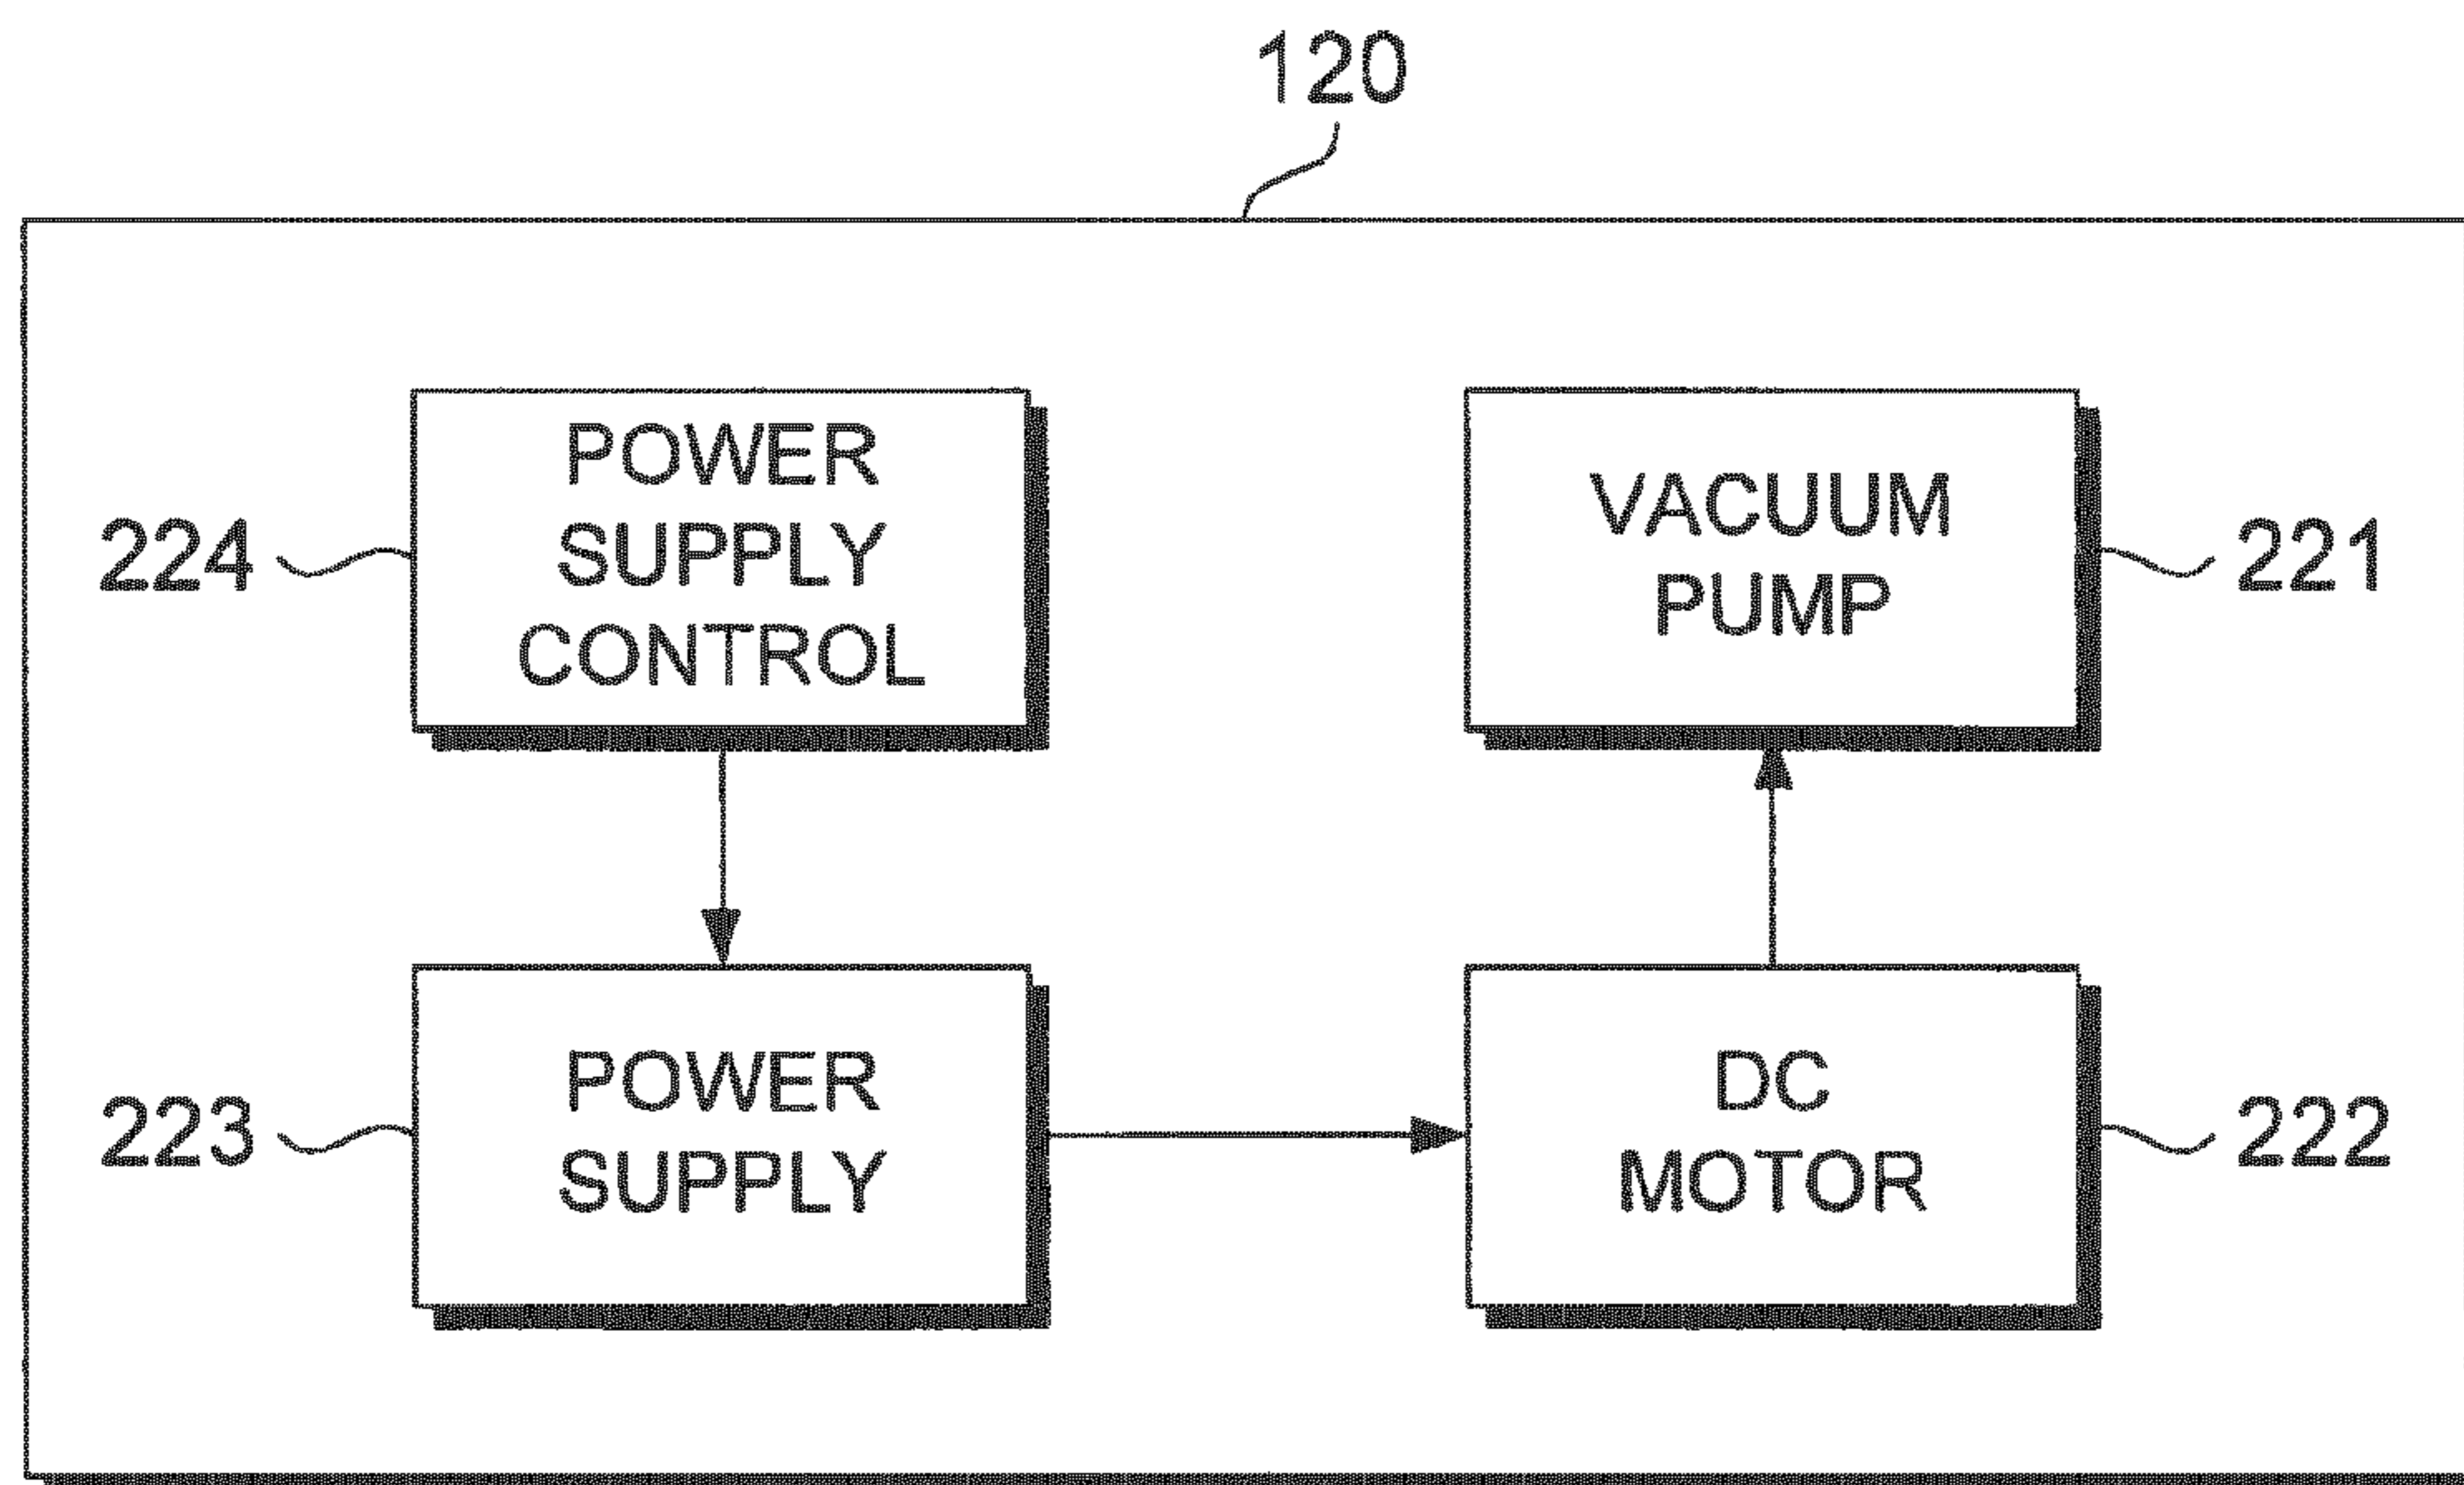 120
224
POWER
SUPPLY
CONTROL
VACUUM
PUMP
221
223
POWER
SUPPLY
DC
MOTOR
222